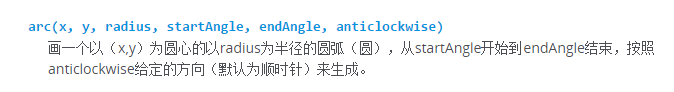 arc(x, y, radius, startAngle, endAngle, anticlockwise)
画一个以（x,y）为圆心的以radius为半径的圆弧（圆），从startAngle开始到endAngle结束，按照
anticlockwise给定的方向（默认为顺时针）来生成。